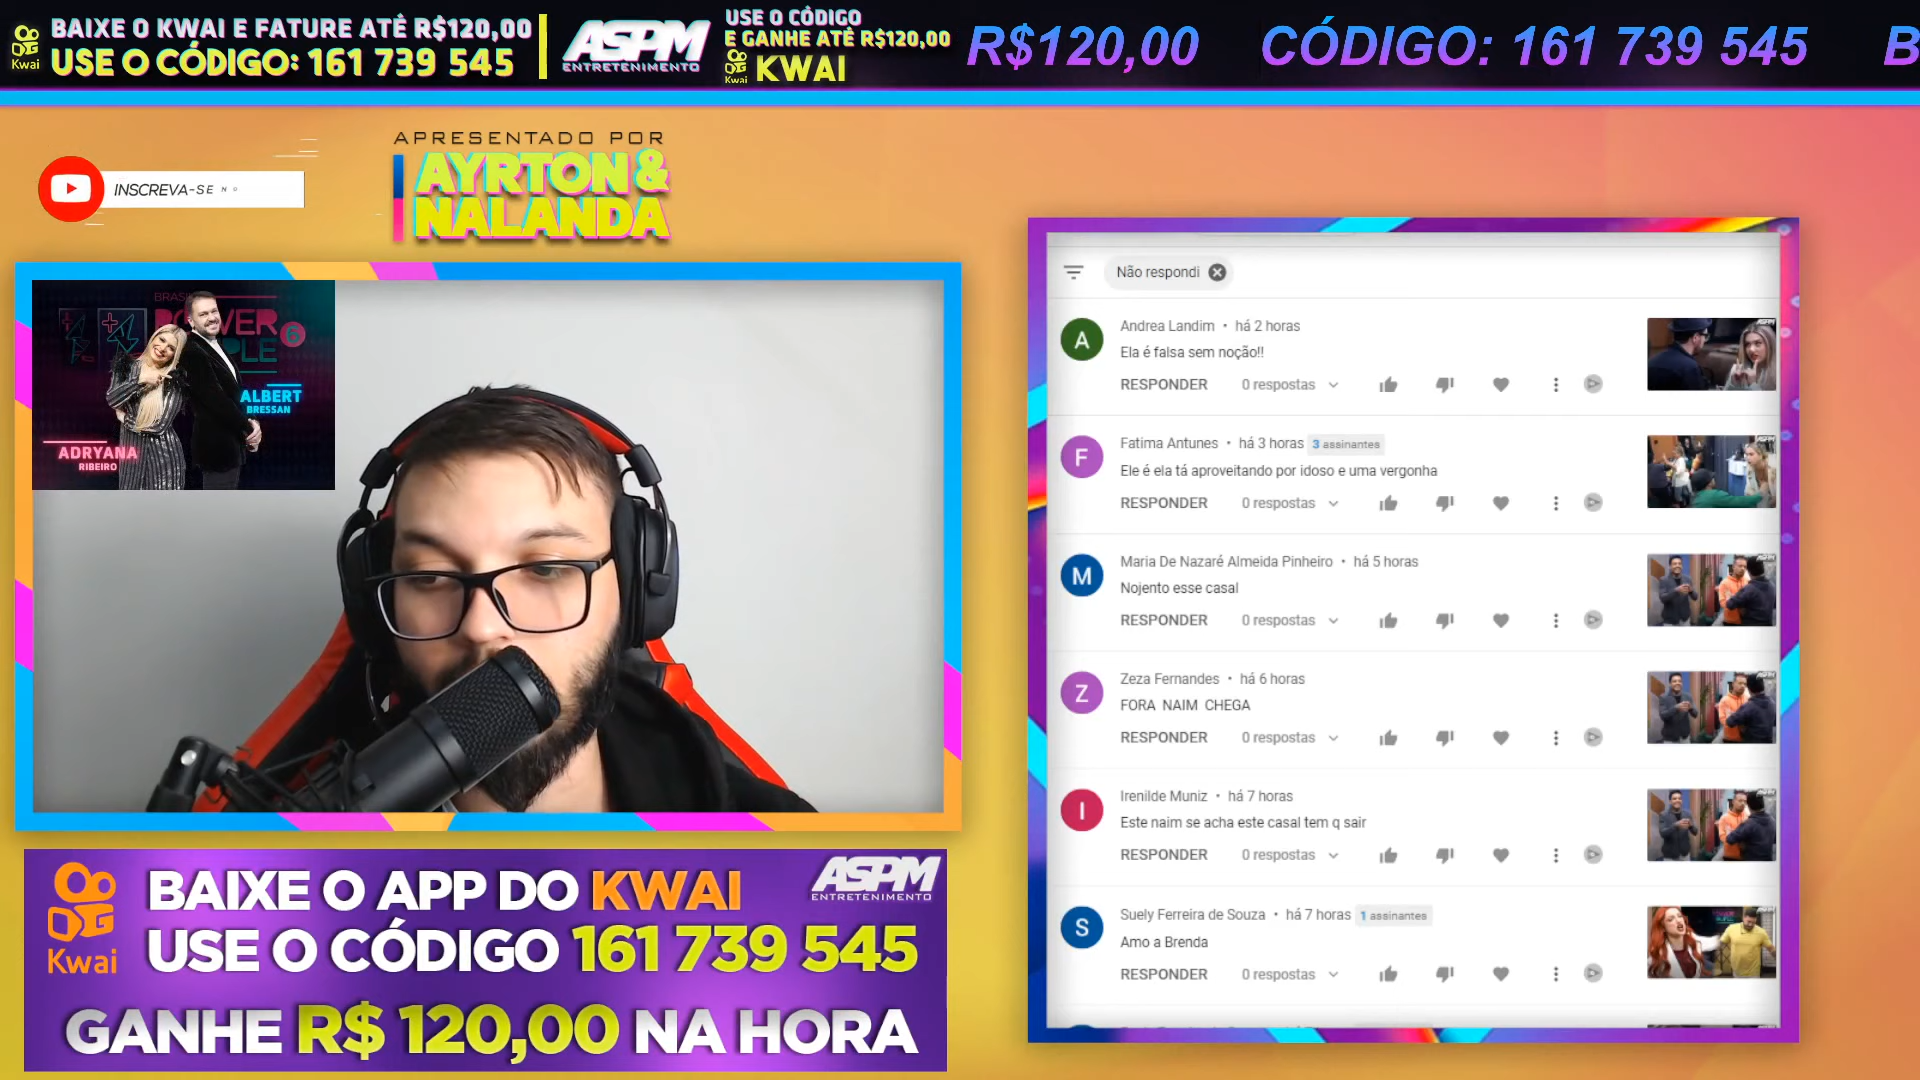 BAIXE O KWAI E FATURE ATÉ R$120,00
USE O CÓDIGO: 161 739 545
Kwai
ASPM
ENTRETENIMENTO
USE O CÓDIGO
E GANHE ATÉ R$120,00
Kwai
KWAI
R$120,00 CÓDIGO: 161 739 545 B
INSCREVA-SE NO
APRESENTADO POR
AYRTON &
NALANDA
BRASIL
POWER
6
ALBERT
BRESSAN
ADRYANA
RIBEIRO
BAIXE O APP DO KWAI
USE O CÓDIGO 161 739 545
GANHE R$ 120,00 NA HORA
Kwai
ASPM
ENTRETENIMENTO
Não respondi
A
Andrea Landim • há 2 horas
Ela é falsa sem noção!!
RESPONDER 0 respostas
F
Fatima Antunes • há 3 horas 3 assinantes
Ele é ela tá aproveitando por idoso e uma vergonha
RESPONDER 0 respostas
M
Maria De Nazaré Almeida Pinheiro • há 5 horas
Nojento esse casal
RESPONDER 0 respostas
Z
Zeza Fernandes • há 6 horas
FORA NAIM CHEGA
RESPONDER 0 respostas
I
Irenilde Muniz • há 7 horas
Este naim se acha este casal tem q sair
RESPONDER 0 respostas
S
Suely Ferreira de Souza • há 7 horas 1 assinantes
Amo a Brenda
RESPONDER 0 respostas